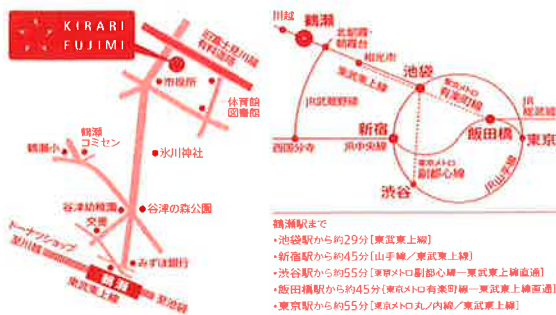 KIRARI
FUJIMI
旧富士見川越
有料道路
市役所
体育館
図書館
鶴瀬
コミセン
鶴瀬小
氷川神社
谷津幼稚園
谷津の森公園
交番
ドーナツショップ
みずほ銀行
至川越
鶴瀬
東武東上線
至池袋
川越
鶴瀬
北朝霞・
朝霞台
和光市
東武東上線
池袋
東京メトロ
有楽町線
JR武蔵野線
JR
総武線
新宿
飯田橋
東京
西国分寺
JR中央線
東京メトロ
副都心線
JR山手線
渋谷
鶴瀬駅まで
•池袋駅から約29分[東武東上線]
•新宿駅から約45分[山手線/東武東上線]
•渋谷駅から約55分[東京メトロ副都心線―東武東上線直通]
•飯田橋駅から約45分(東京メトロ有楽町線―東武東上線直通]
•東京駅から約55分[東京メトロ丸ノ内線/東武東上線]